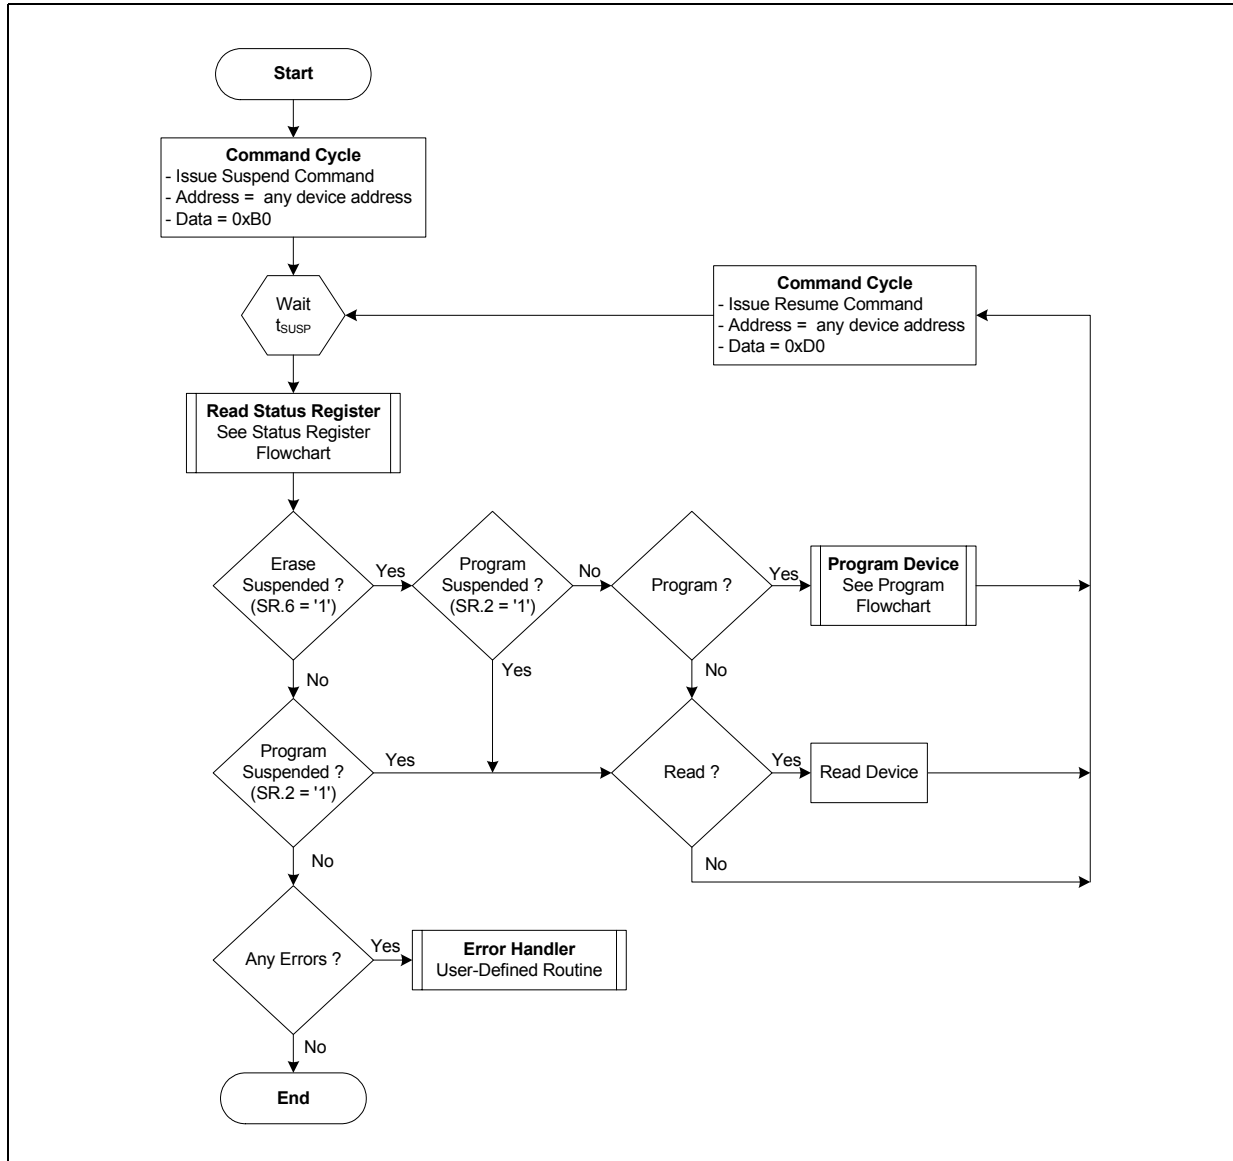 Start
Command Cycle
- Issue Suspend Command
- Address = any device address
- Data = 0xB0
Wait
tSUSP
Command Cycle
- Issue Resume Command
- Address = any device address
- Data = 0xD0
Read Status Register
See Status Register
Flowchart
Erase
Suspended ?
(SR.6 = '1')
Yes
No
Program
Suspended ?
(SR.2 = '1')
No
Yes
Program ?
Yes
No
Program Device
See Program
Flowchart
Program
Suspended ?
(SR.2 = '1')
Yes
No
Read ?
Yes
No
Read Device
Any Errors ?
Yes
No
Error Handler
User-Defined Routine
End